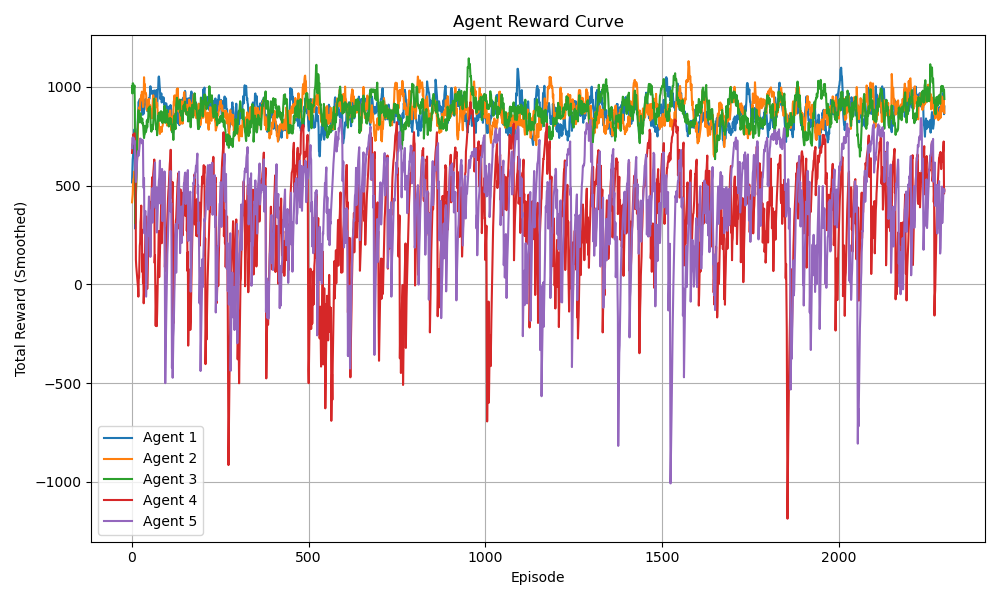 Agent Reward Curve
Total Reward (Smoothed)
1000
500
0
−500
−1000
Agent 1
Agent 2
Agent 3
Agent 4
Agent 5
0
500
1000
1500
2000
Episode